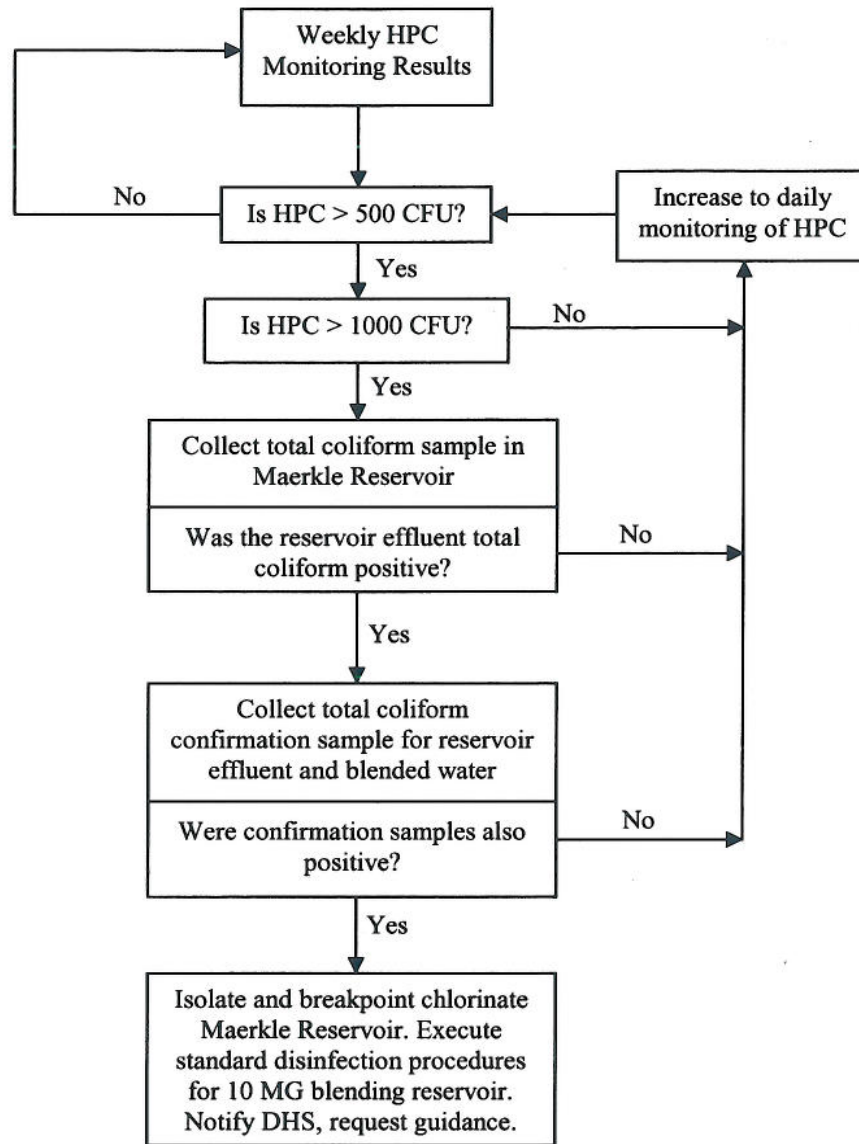 Weekly HPC
Monitoring Results
No
Is HPC > 500 CFU?
Increase to daily
monitoring of HPC
Yes
Is HPC > 1000 CFU?
No
Yes
Collect total coliform sample in
Maerkle Reservoir
Was the reservoir effluent total
coliform positive?
No
Yes
Collect total coliform
confirmation sample for reservoir
effluent and blended water
Were confirmation samples also
positive?
No
Yes
Isolate and breakpoint chlorinate
Maerkle Reservoir. Execute
standard disinfection procedures
for 10 MG blending reservoir.
Notify DHS, request guidance.